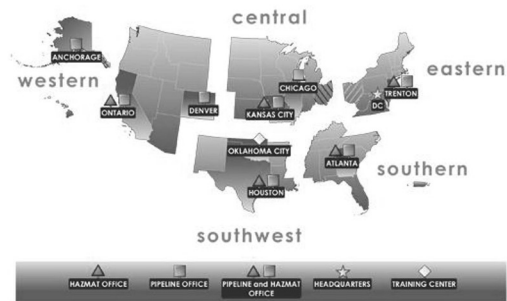 central
ANCHORAGE
western
eastern
CHICAGO
TRENTON
ONTARIO
DENVER
KANSAS CITY
DC
OKLAHOMA CITY
ATLANTA
southern
HOUSTON
southwest
HAZMAT OFFICE
PIPELINE OFFICE
PIPELINE and HAZMAT
OFFICE
HEADQUARTERS
TRAINING CENTER